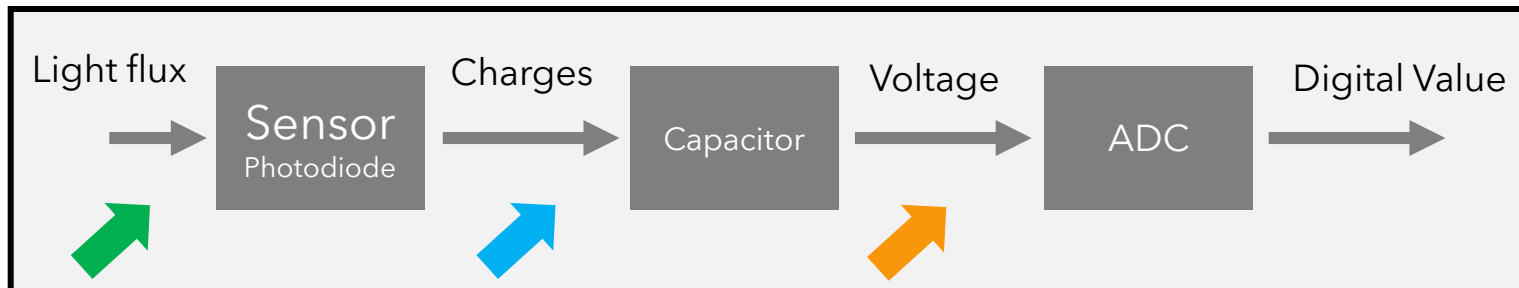 Light flux
Sensor
Photodiode
Charges
Capacitor
Voltage
ADC
Digital Value